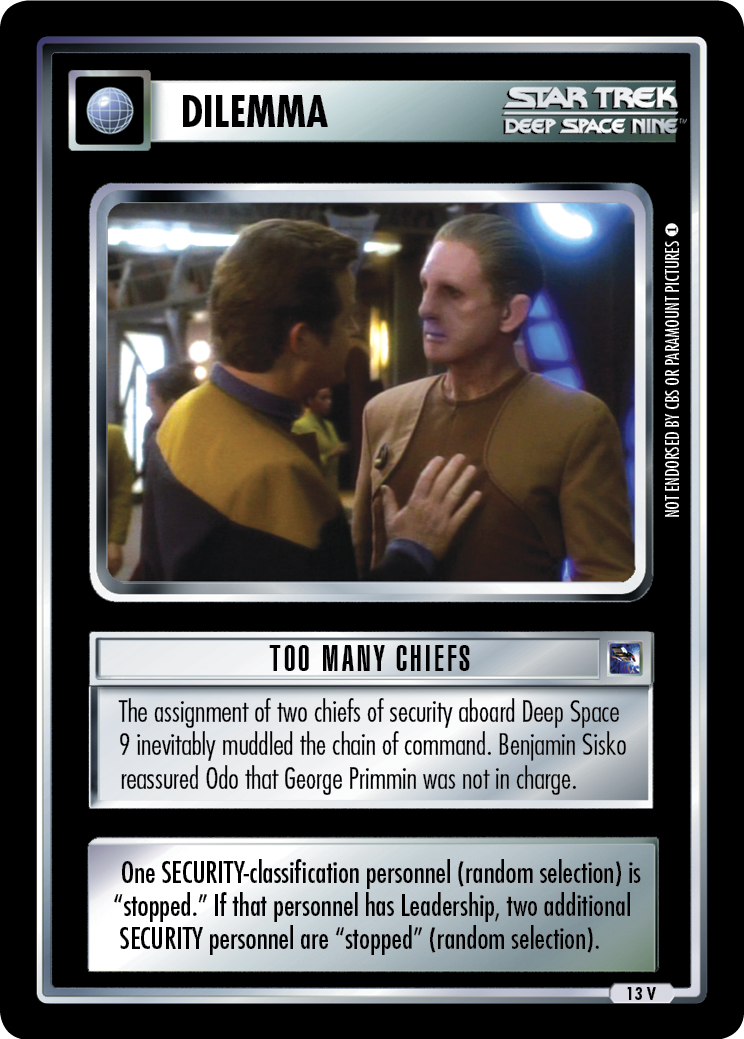 DILEMMA
STAR TREK
DEEP SPACE NINE™
NOT ENDORSED BY CBS OR PARAMOUNT PICTURES 1
TOO MANY CHIEFS
The assignment of two chiefs of security aboard Deep Space
9 inevitably muddled the chain of command. Benjamin Sisko
reassured Odo that George Primmin was not in charge.
One SECURITY-classification personnel (random selection) is
“stopped.” If that personnel has Leadership, two additional
SECURITY personnel are “stopped” (random selection).
13 V